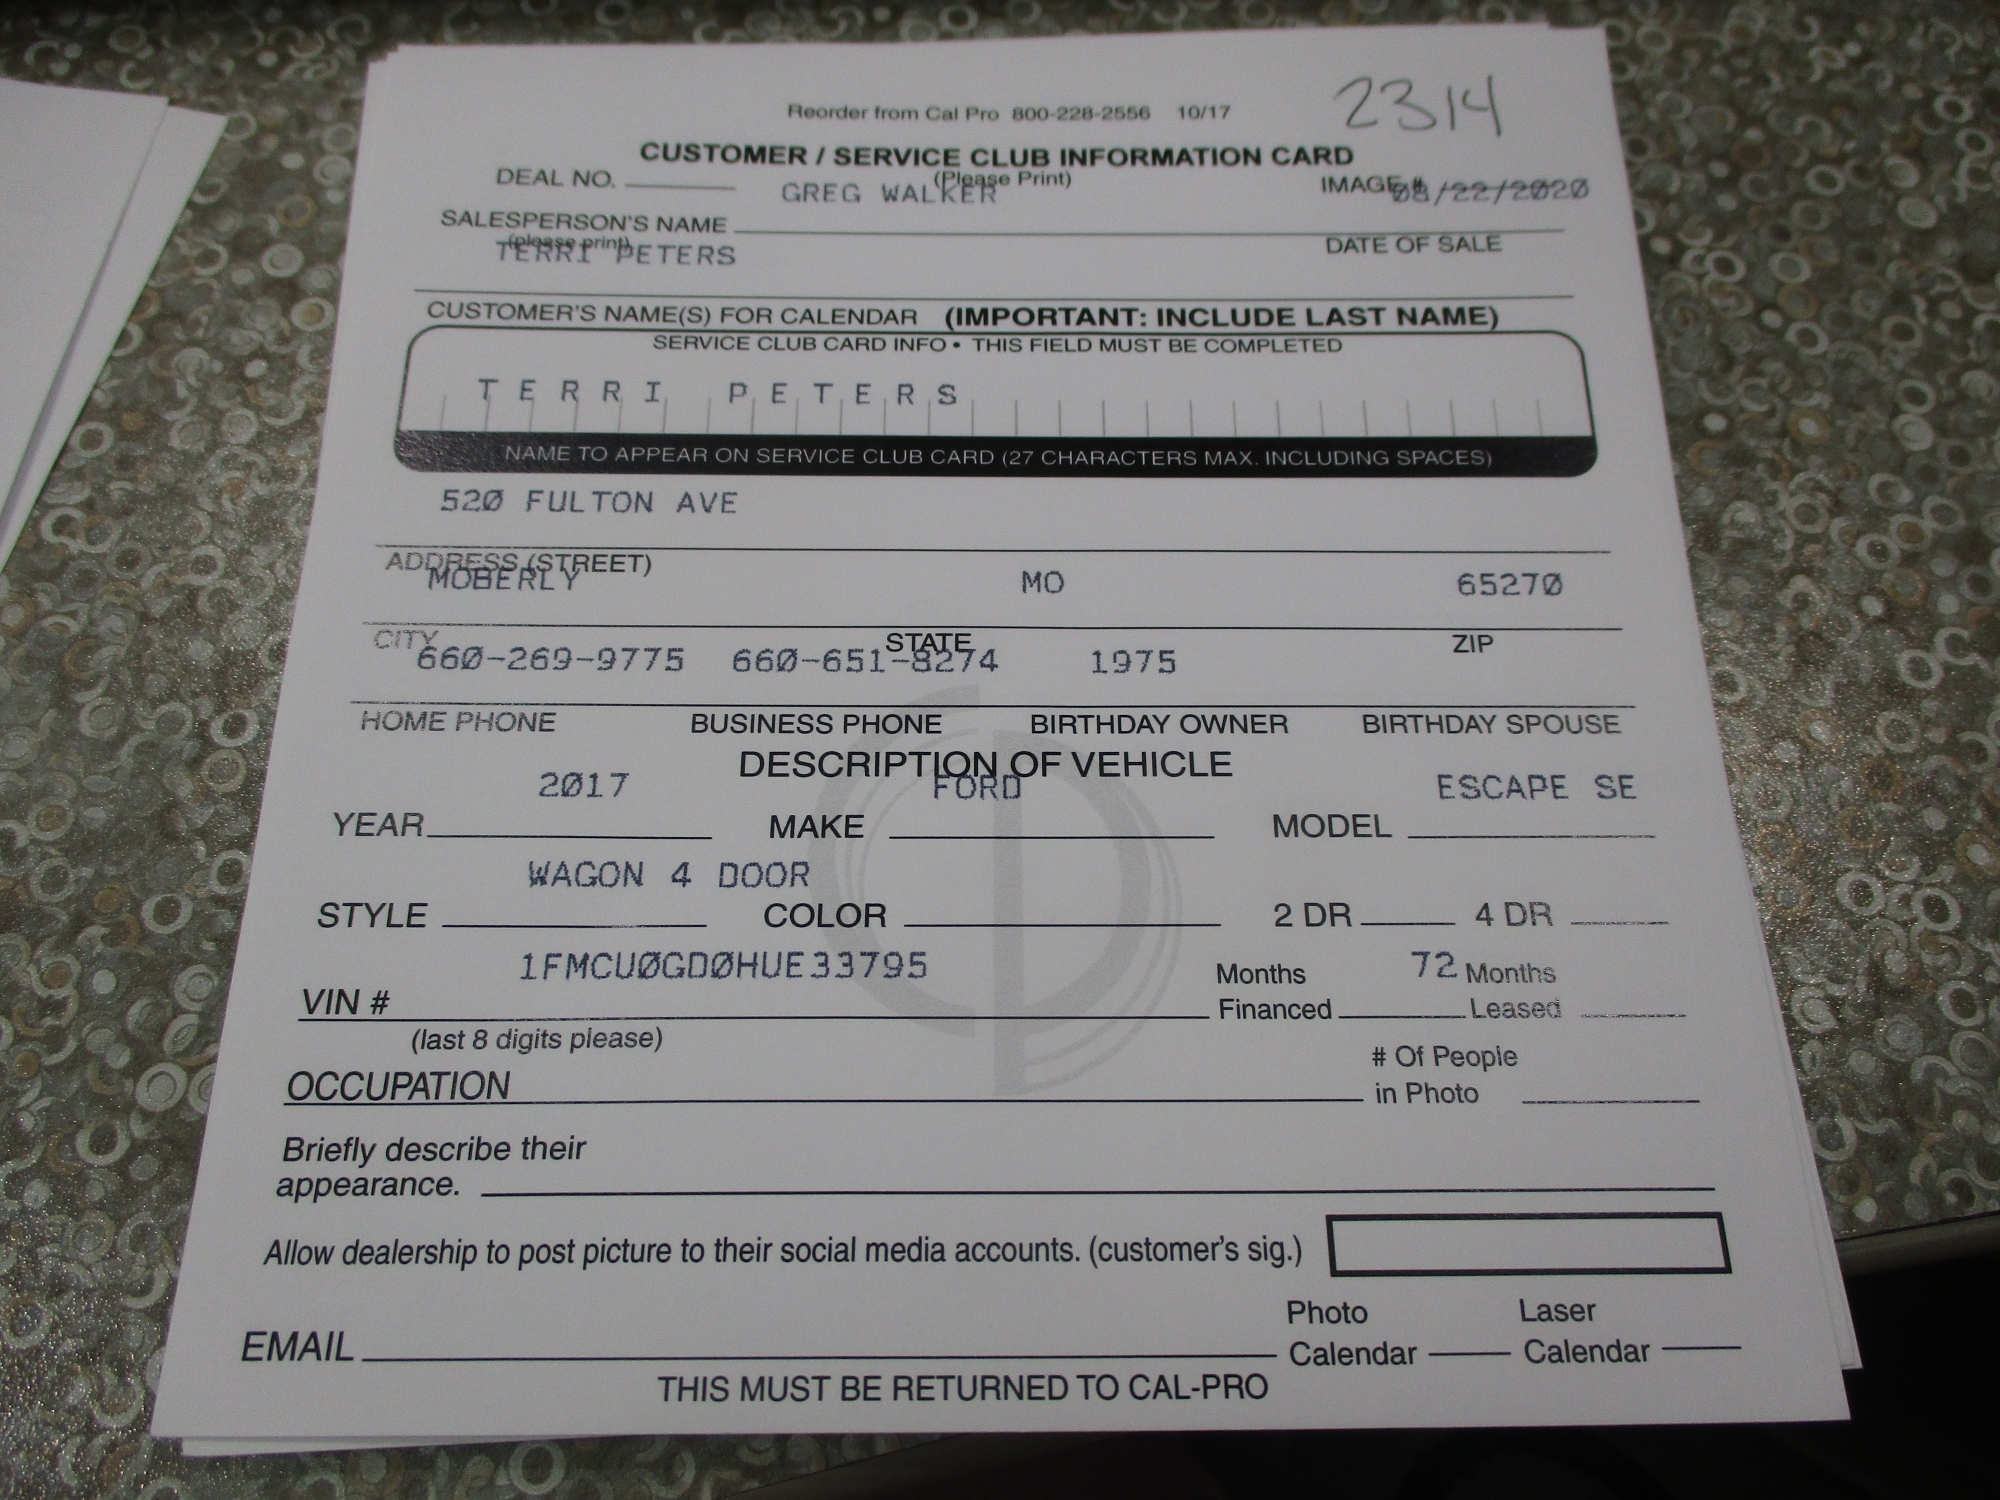 2314
Reorder from Cal Pro 800-228-2556 10/17
CUSTOMER / SERVICE CLUB INFORMATION CARD
(Please Print)
DEAL NO. GREG WALKER IMAGE # 08/22/2020
SALESPERSON'S NAME
(please print) DATE OF SALE
TERRI PETERS
CUSTOMER'S NAME(S) FOR CALENDAR (IMPORTANT: INCLUDE LAST NAME)
SERVICE CLUB CARD INFO • THIS FIELD MUST BE COMPLETED
TERRI PETERS
NAME TO APPEAR ON SERVICE CLUB CARD (27 CHARACTERS MAX. INCLUDING SPACES)
520 FULTON AVE
ADDRESS (STREET)
MOBERLY MO 65270
CITY STATE ZIP
660-269-9775 660-651-8274 1975
HOME PHONE BUSINESS PHONE BIRTHDAY OWNER BIRTHDAY SPOUSE
DESCRIPTION OF VEHICLE
2017 FORD ESCAPE SE
YEAR MAKE MODEL
WAGON 4 DOOR
STYLE COLOR 2 DR 4 DR
1FMCU0GD0HUE33795 Months 72 Months
VIN # Financed Leased
(last 8 digits please)
# Of People
OCCUPATION in Photo
Briefly describe their
appearance.
Allow dealership to post picture to their social media accounts. (customer's sig.)
Photo Laser
EMAIL Calendar Calendar
THIS MUST BE RETURNED TO CAL-PRO